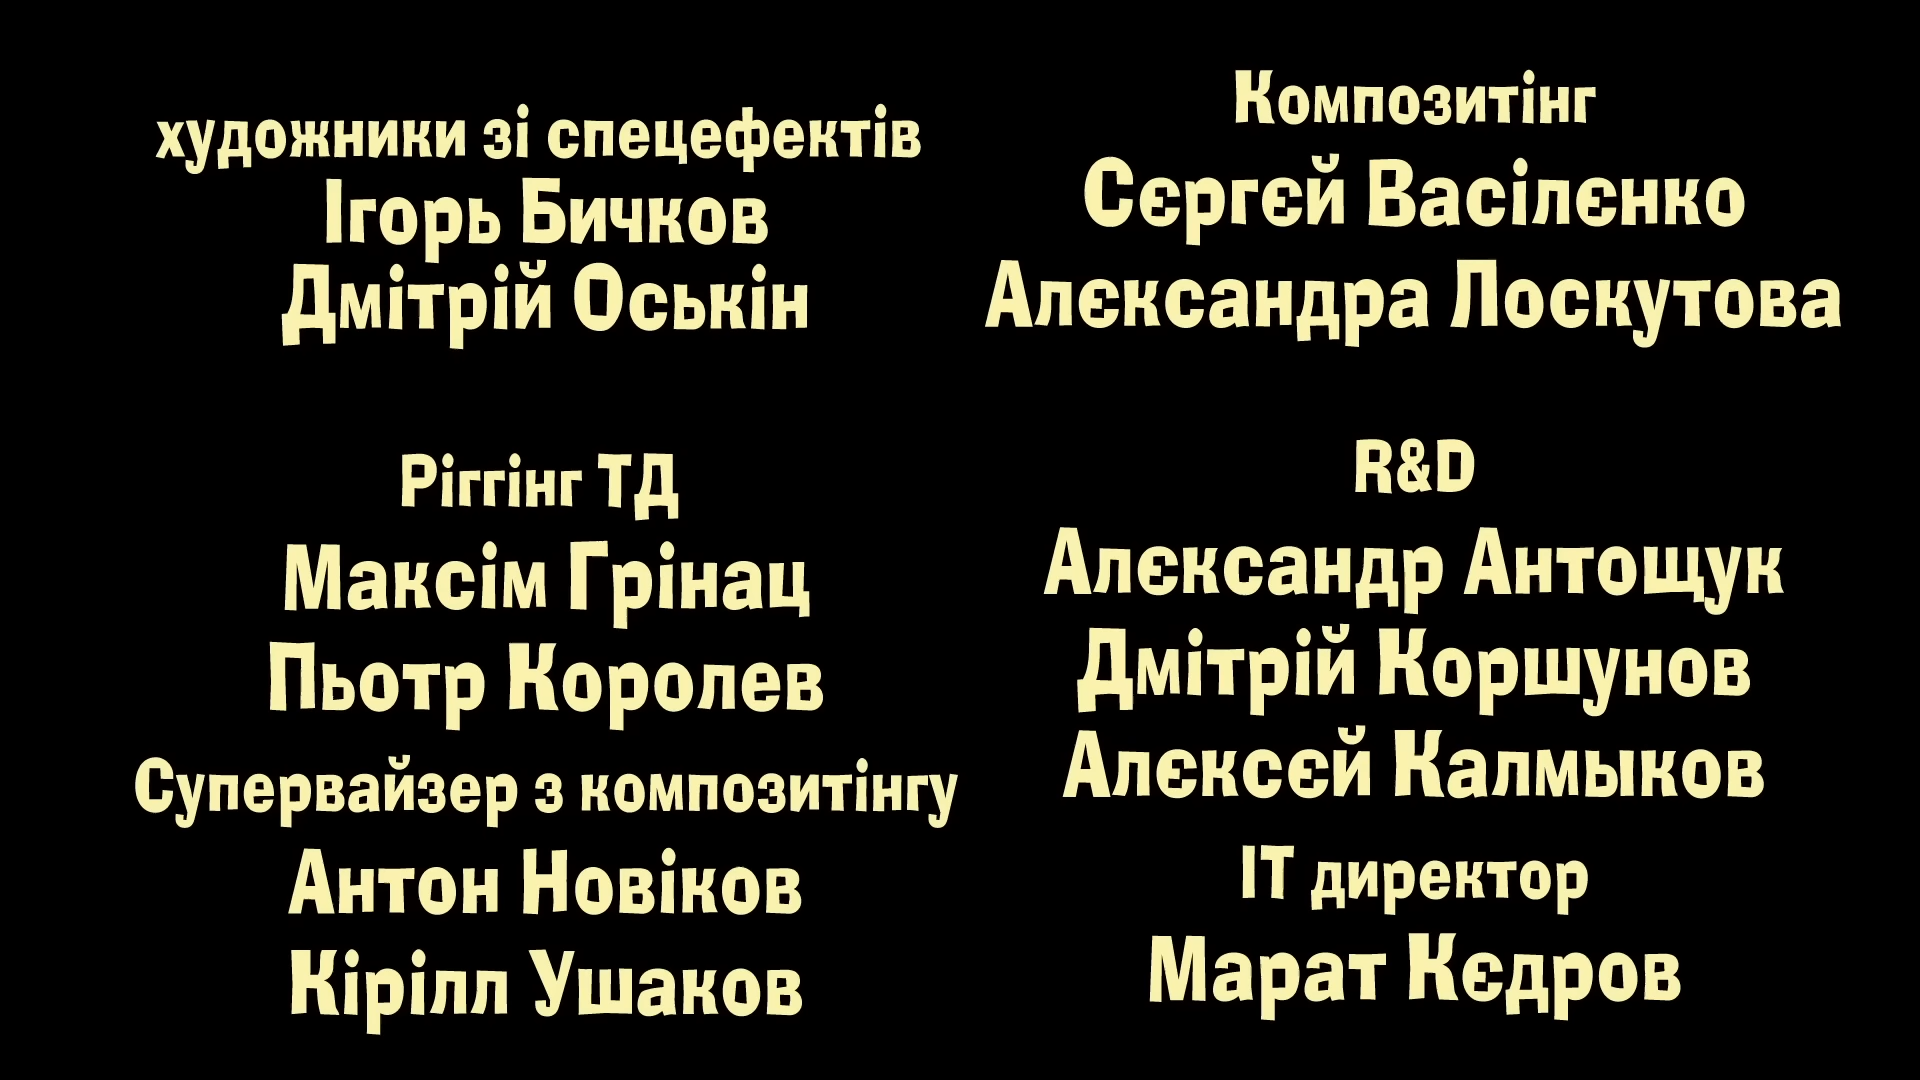 художники зі спецефектів
Ігорь Бичков
Дмітрій Оськін
Ріггінг ТД
Максім Грінац
Пьотр Королев
Супервайзер з композитінгу
Антон Новіков
Кірілл Ушаков
Композитінг
Сєргєй Васілєнко
Алєксандра Лоскутова
R&D
Алєксандр Антощук
Дмітрій Коршунов
Алєксєй Калмыков
ІТ директор
Марат Кєдров